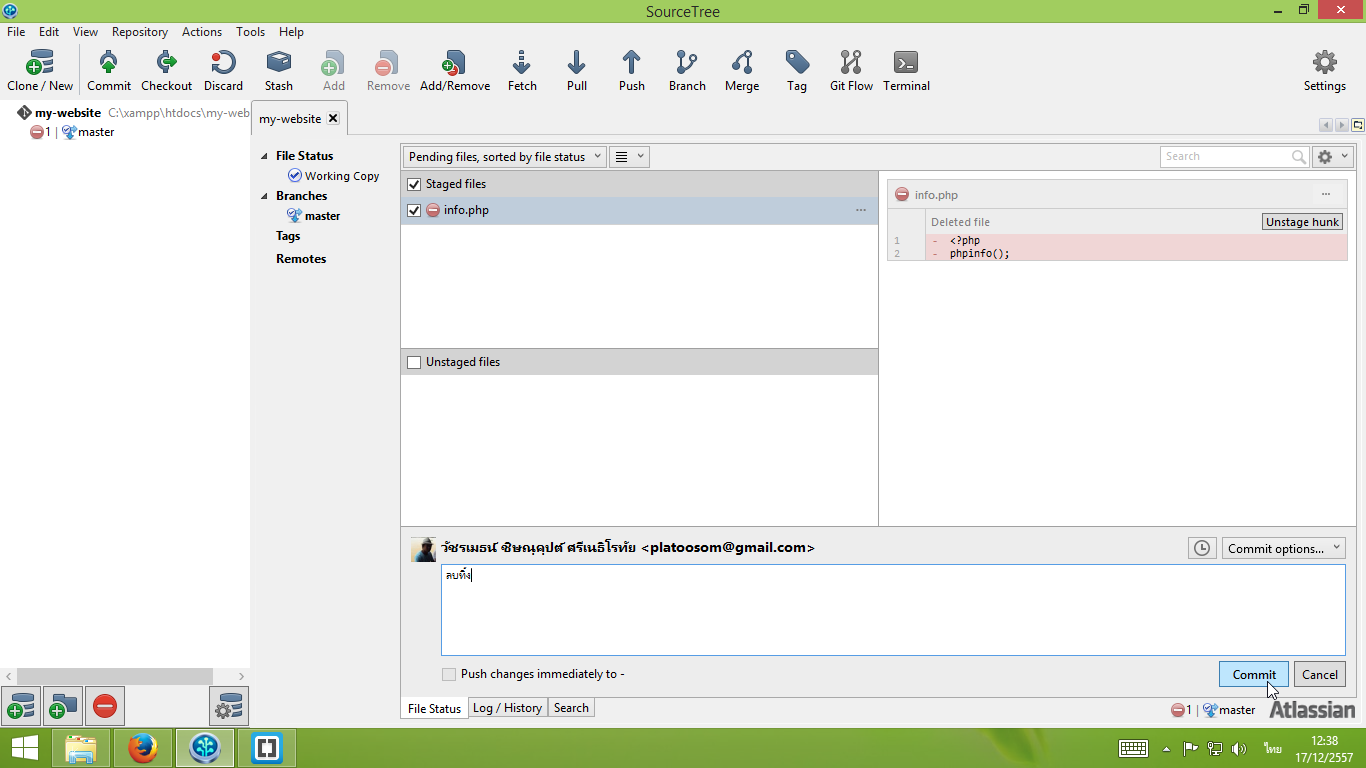 SourceTree
File Edit View Repository Actions Tools Help
Clone / New Commit Checkout Discard Stash Add Remove Add/Remove Fetch Pull Push Branch Merge Tag Git Flow Terminal Settings
my-website C:\xampp\htdocs\my-web
1 | master
my-website
File Status
Working Copy
Branches
master
Tags
Remotes
Pending files, sorted by file status
Search
Staged files
info.php ...
Unstaged files
info.php ...
Deleted file Unstage hunk
1 - <?php
2 - phpinfo();
วัชรเมธน์ ชิษณุคุปต์ ศรีเนธิโรทัย <platoosom@gmail.com>
Commit options...
ลบทิ้ง
Push changes immediately to -
Commit Cancel
File Status Log / History Search
1 | master Atlassian
ไทย
12:38
17/12/2557